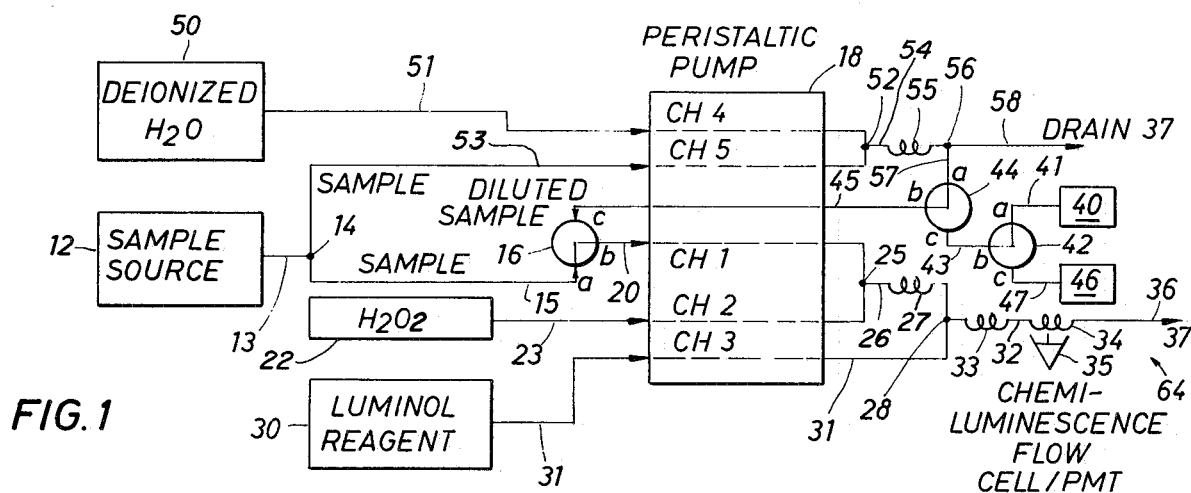 50
DEIONIZED
H2O
51
PERISTALTIC
PUMP
18
52
54
55
56
58
DRAIN 37
CH 4
CH 5
53
SAMPLE
DILUTED
SAMPLE
45
57
a
b
c
44
41
a
40
b
c
42
43
46
47
12
SAMPLE
SOURCE
13
14
16
c
b
a
20
SAMPLE
15
CH 1
25
26
27
22
H2O2
23
CH 2
CH 3
28
33
32
34
35
36
37
64
30
LUMINOL
REAGENT
31
31
CHEMI-
LUMINESCENCE
FLOW
CELL/PMT
FIG.1